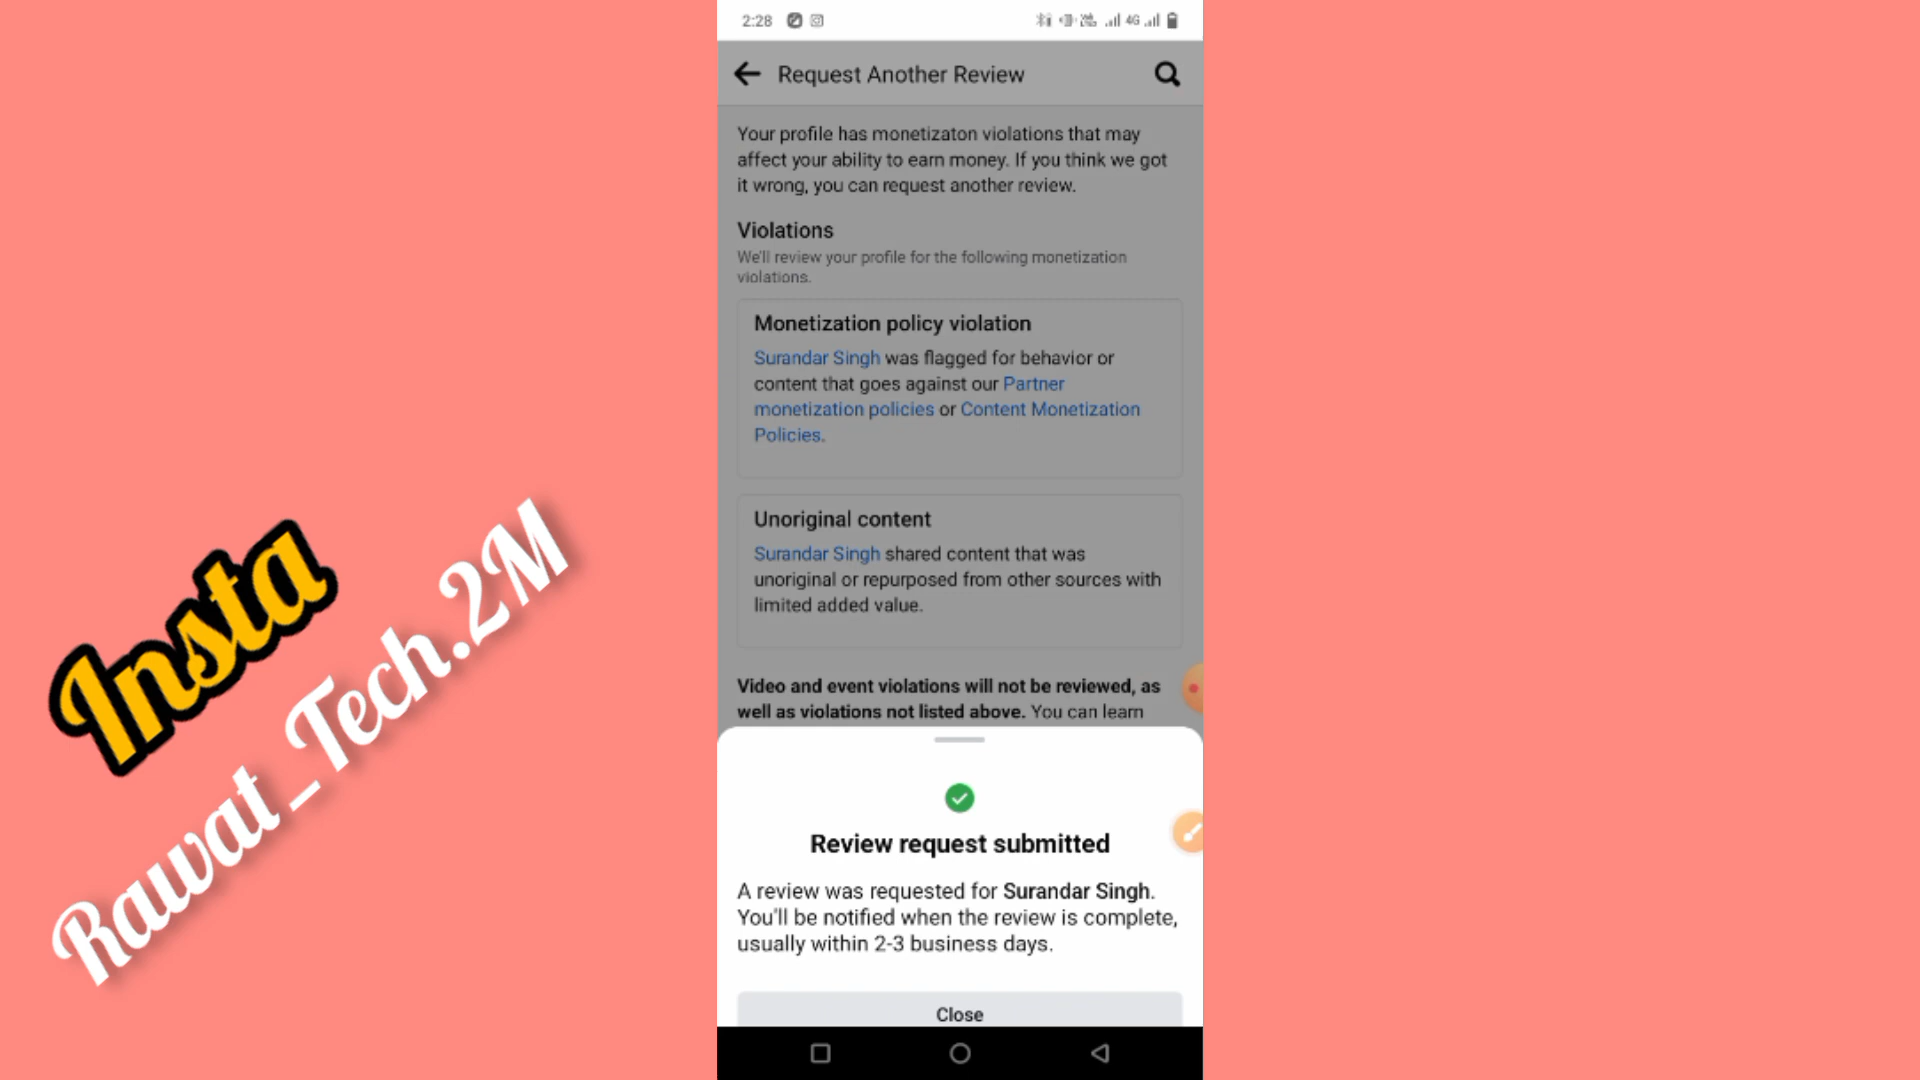 2:28
4G
Request Another Review
Your profile has monetizaton violations that may
affect your ability to earn money. If you think we got
it wrong, you can request another review.
Violations
We'll review your profile for the following monetization
violations.
Monetization policy violation
Surandar Singh was flagged for behavior or
content that goes against our Partner
monetization policies or Content Monetization
Policies.
Unoriginal content
Surandar Singh shared content that was
unoriginal or repurposed from other sources with
limited added value.
Video and event violations will not be reviewed, as
well as violations not listed above. You can learn
Review request submitted
A review was requested for Surandar Singh.
You'll be notified when the review is complete,
usually within 2-3 business days.
Close
Insta
Rawat_Tech.2M